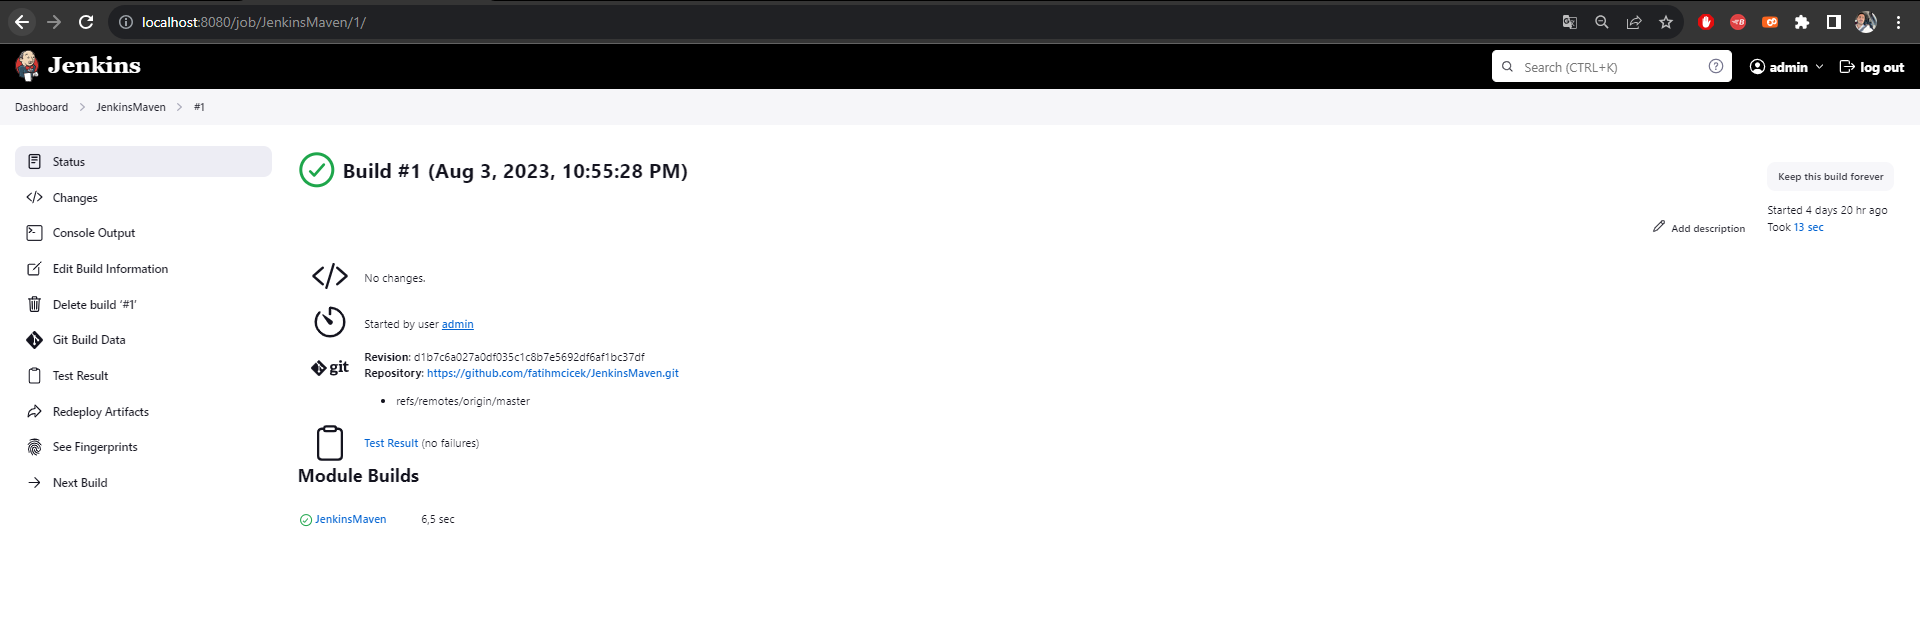 localhost:8080/job/JenkinsMaven/1/
Jenkins
Search (CTRL+K)
admin
log out
Dashboard
JenkinsMaven
#1
Status
Changes
Console Output
Edit Build Information
Delete build ‘#1’
Git Build Data
Test Result
Redeploy Artifacts
See Fingerprints
Next Build
Build #1 (Aug 3, 2023, 10:55:28 PM)
Keep this build forever
Started 4 days 20 hr ago
Took 13 sec
Add description
No changes.
Started by user admin
git
Revision: d1b7c6a027a0df035c1c8b7e5692df6af1bc37df
Repository: https://github.com/fatihmcicek/JenkinsMaven.git
refs/remotes/origin/master
Test Result (no failures)
Module Builds
JenkinsMaven 6,5 sec